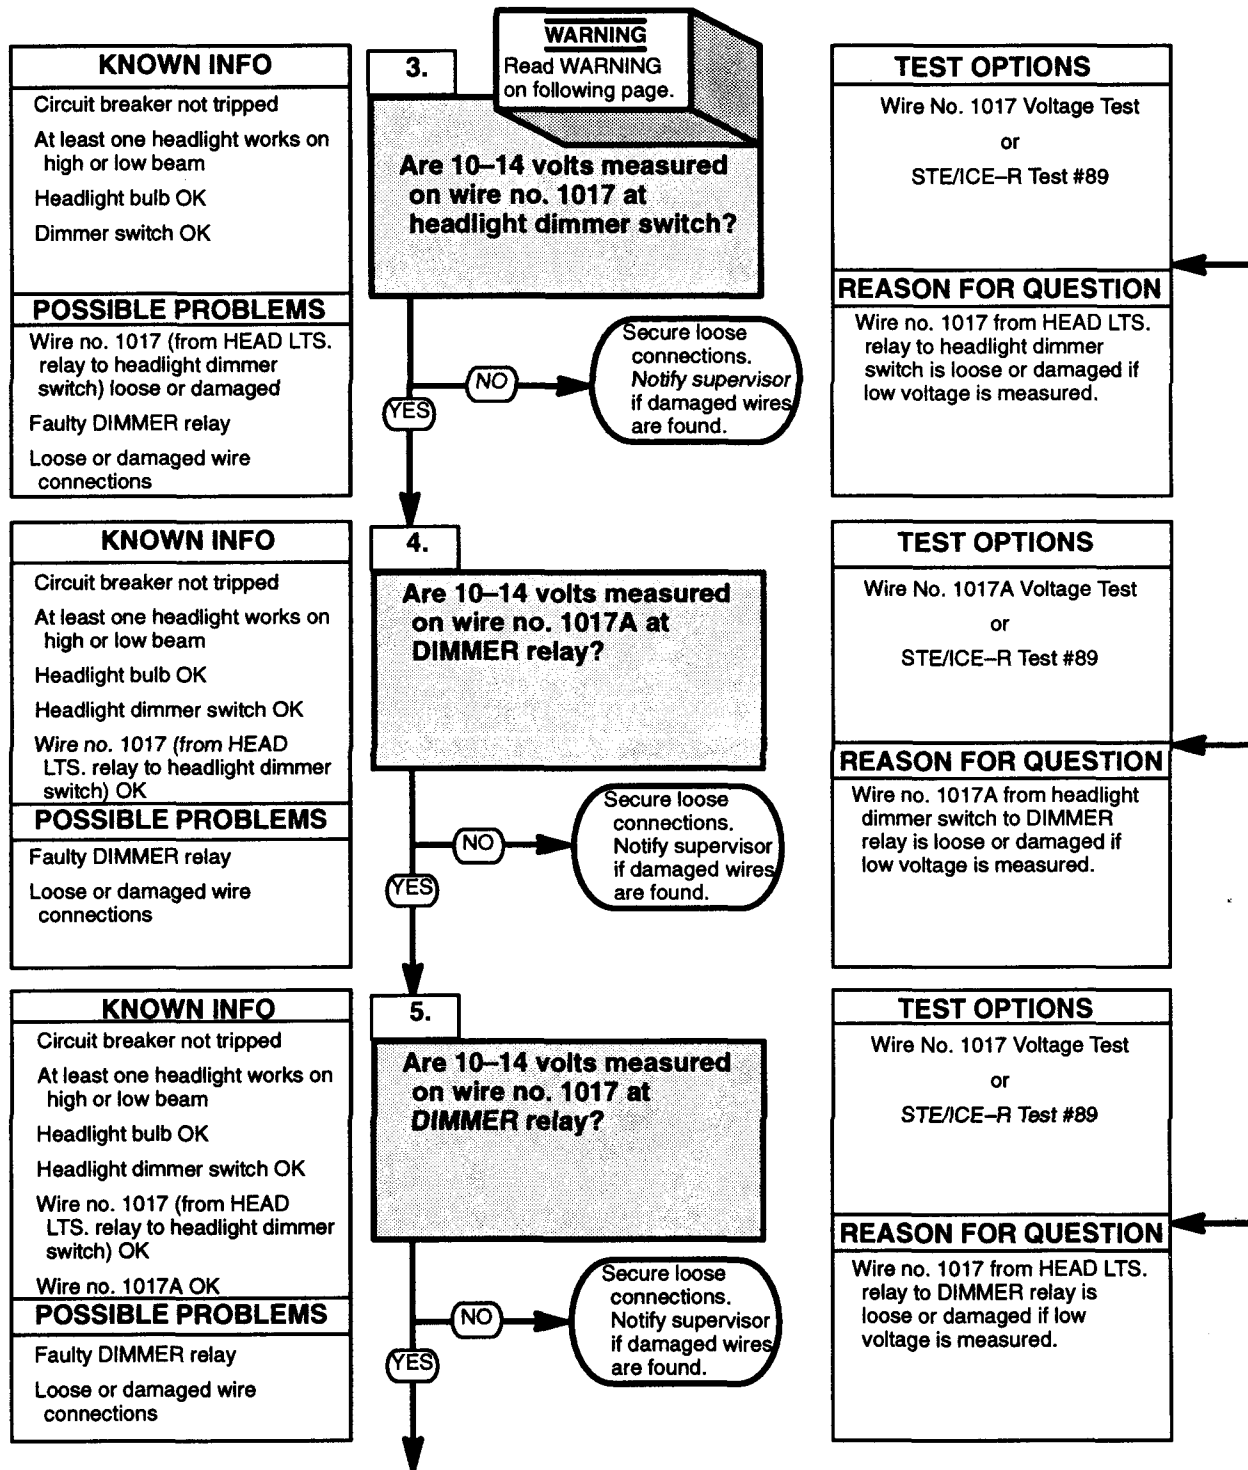 KNOWN INFO
Circuit breaker not tripped
At least one headlight works on
high or low beam
Headlight bulb OK
Dimmer switch OK
POSSIBLE PROBLEMS
Wire no. 1017 (from HEAD LTS.
relay to headlight dimmer
switch) loose or damaged
Faulty DIMMER relay
Loose or damaged wire
connections
3.
WARNING
Read WARNING
on following page.
Are 10–14 volts measured
on wire no. 1017 at
headlight dimmer switch?
NO
Secure loose
connections.
Notify supervisor
if damaged wires
are found.
YES
TEST OPTIONS
Wire No. 1017 Voltage Test
or
STE/ICE–R Test #89
REASON FOR QUESTION
Wire no. 1017 from HEAD LTS.
relay to headlight dimmer
switch is loose or damaged if
low voltage is measured.
KNOWN INFO
Circuit breaker not tripped
At least one headlight works on
high or low beam
Headlight bulb OK
Headlight dimmer switch OK
Wire no. 1017 (from HEAD
LTS. relay to headlight dimmer
switch) OK
POSSIBLE PROBLEMS
Faulty DIMMER relay
Loose or damaged wire
connections
4.
Are 10–14 volts measured
on wire no. 1017A at
DIMMER relay?
NO
Secure loose
connections.
Notify supervisor
if damaged wires
are found.
YES
TEST OPTIONS
Wire No. 1017A Voltage Test
or
STE/ICE–R Test #89
REASON FOR QUESTION
Wire no. 1017A from headlight
dimmer switch to DIMMER
relay is loose or damaged if
low voltage is measured.
KNOWN INFO
Circuit breaker not tripped
At least one headlight works on
high or low beam
Headlight bulb OK
Headlight dimmer switch OK
Wire no. 1017 (from HEAD
LTS. relay to headlight dimmer
switch) OK
Wire no. 1017A OK
POSSIBLE PROBLEMS
Faulty DIMMER relay
Loose or damaged wire
connections
5.
Are 10–14 volts measured
on wire no. 1017 at
DIMMER relay?
NO
Secure loose
connections.
Notify supervisor
if damaged wires
are found.
YES
TEST OPTIONS
Wire No. 1017 Voltage Test
or
STE/ICE–R Test #89
REASON FOR QUESTION
Wire no. 1017 from HEAD LTS.
relay to DIMMER relay is
loose or damaged if low
voltage is measured.